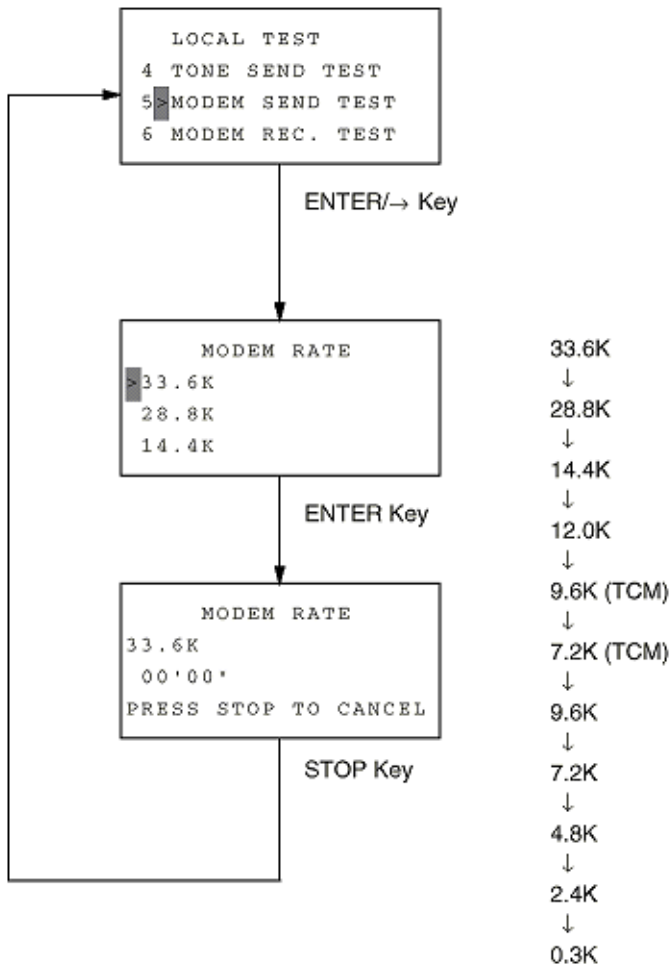 LOCAL TEST
4 TONE SEND TEST
5>MODEM SEND TEST
6 MODEM REC. TEST
ENTER/→ Key
MODEM RATE
>33.6K
28.8K
14.4K
ENTER Key
MODEM RATE
33.6K
00'00"
PRESS STOP TO CANCEL
STOP Key
33.6K
↓
28.8K
↓
14.4K
↓
12.0K
↓
9.6K (TCM)
↓
7.2K (TCM)
↓
9.6K
↓
7.2K
↓
4.8K
↓
2.4K
↓
0.3K